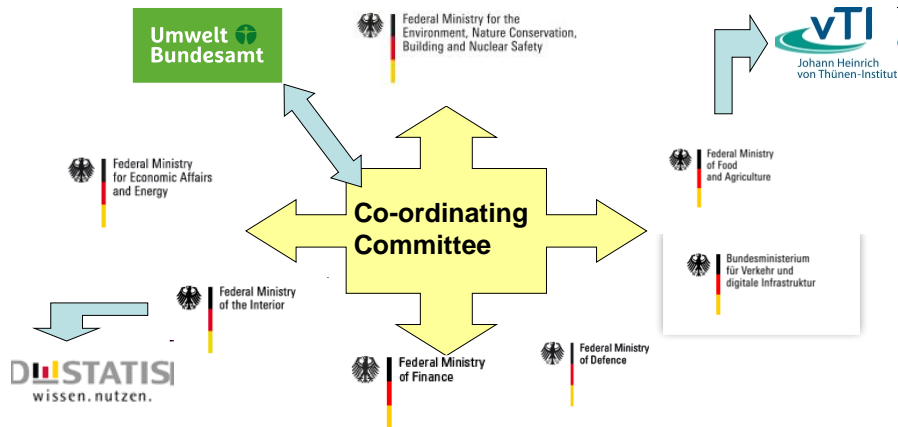 Umwelt
Bundesamt
Federal Ministry for the
Environment, Nature Conservation,
Building and Nuclear Safety
vTI
Johann Heinrich
von Thünen-Institut
Federal Ministry
for Economic Affairs
and Energy
Federal Ministry
of Food
and Agriculture
Co-ordinating
Committee
Bundesministerium
für Verkehr und
digitale Infrastruktur
Federal Ministry
of the Interior
Federal Ministry
of Finance
Federal Ministry
of Defence
DESTATIS
wissen.nutzen.